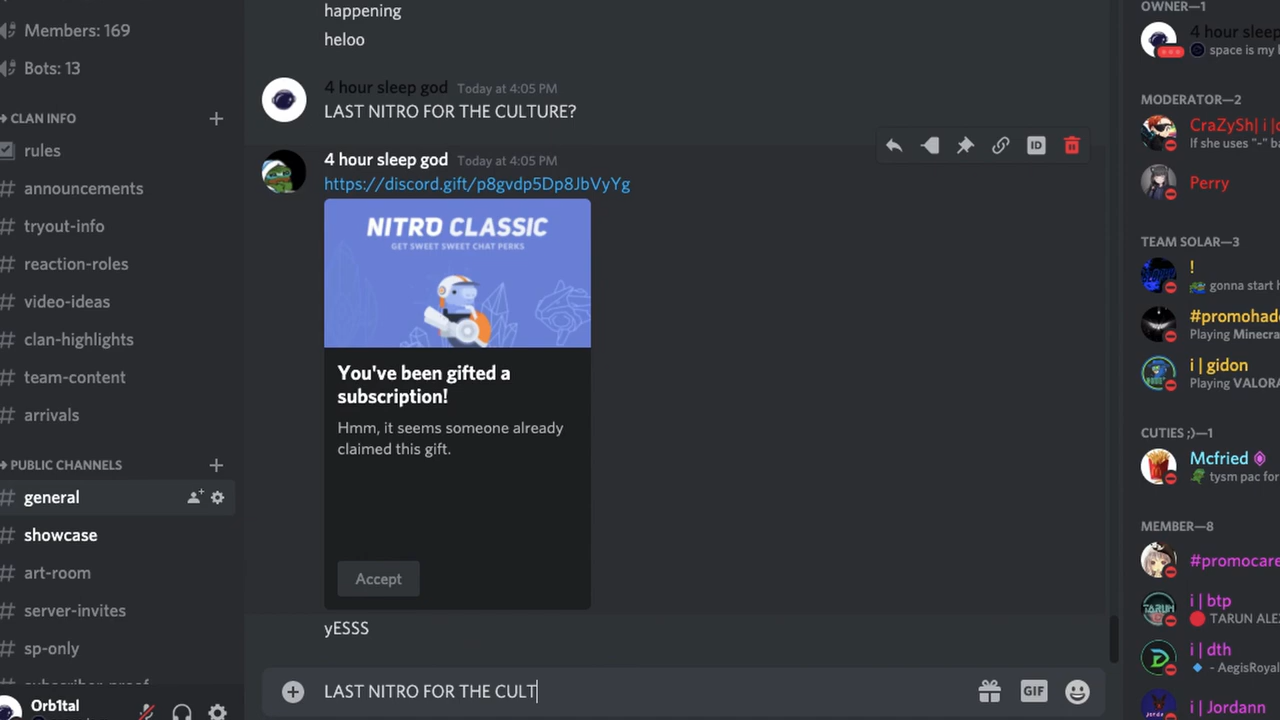 Members: 169
Bots: 13
CLAN INFO
rules
announcements
tryout-info
reaction-roles
video-ideas
clan-highlights
team-content
arrivals
PUBLIC CHANNELS
general
showcase
art-room
server-invites
sp-only
Orb1tal
happening
heloo
4 hour sleep god Today at 4:05 PM
LAST NITRO FOR THE CULTURE?
4 hour sleep god Today at 4:05 PM
https://discord.gift/p8gvdp5Dp8JbVyYg
NITRO CLASSIC
GET SWEET SWEET CHAT PERKS
You've been gifted a
subscription!
Hmm, it seems someone already
claimed this gift.
Accept
yESSS
LAST NITRO FOR THE CULT
GIF
ID
OWNER—1
4 hour sleep
space is my
MODERATOR—2
CraZySh| i |
If she uses "-"
Perry
TEAM SOLAR—3
!
gonna start
#promohad
Playing Minecra
i | gidon
Playing VALORA
CUTIES ;)—1
Mcfried
tysm pac for
MEMBER—8
#promocare
i | btp
TARUN ALE
i | dth
- AegisRoyal
i | Jordann